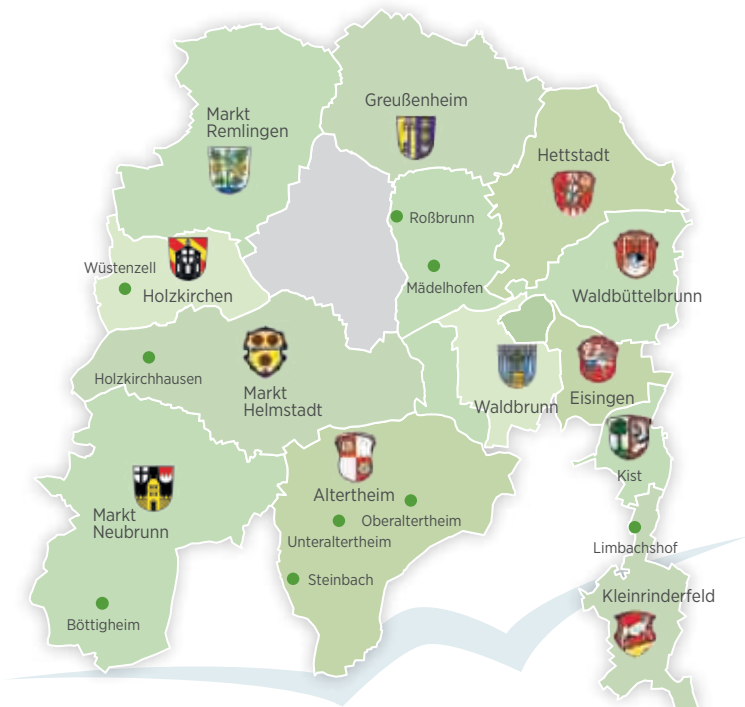 Greußenheim
Markt
Remlingen
Hettstadt
Roßbrunn
Wüstenzell
Mädelhofen
Holzkirchen
Waldbüttelbrunn
Holzkirchhausen
Markt
Helmstadt
Waldbrunn
Eisingen
Kist
Altertheim
Markt
Neubrunn
Oberaltertheim
Unteraltertheim
Limbachshof
Steinbach
Kleinrinderfeld
Böttigheim